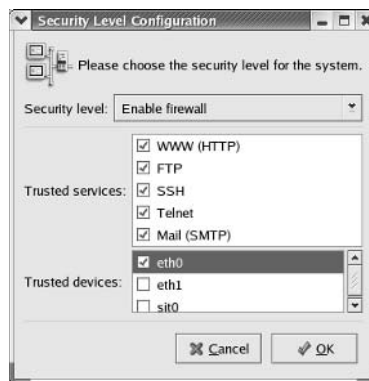 Security Level Configuration
Please choose the security level for the system.
Security level: Enable firewall
Trusted services:
WWW (HTTP)
FTP
SSH
Telnet
Mail (SMTP)
Trusted devices:
eth0
eth1
sit0
Cancel
OK